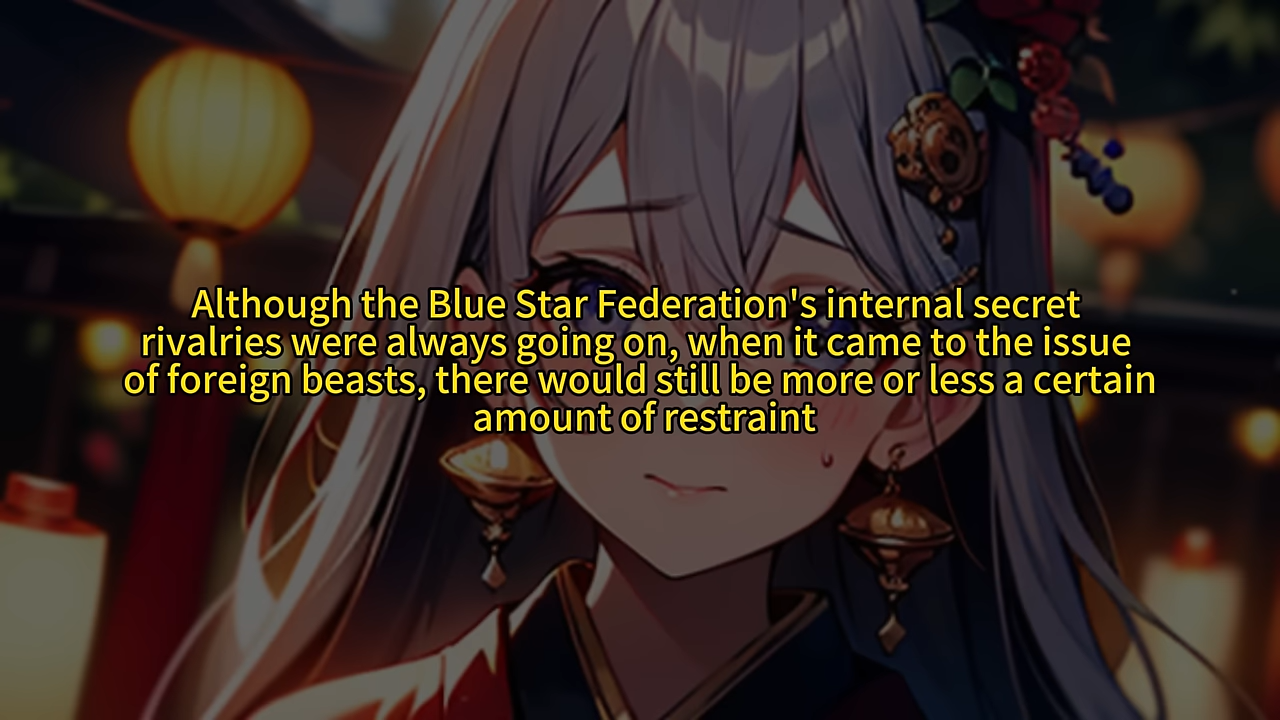 Although the Blue Star Federation's internal secret
rivalries were always going on, when it came to the issue
of foreign beasts, there would still be more or less a certain
amount of restraint